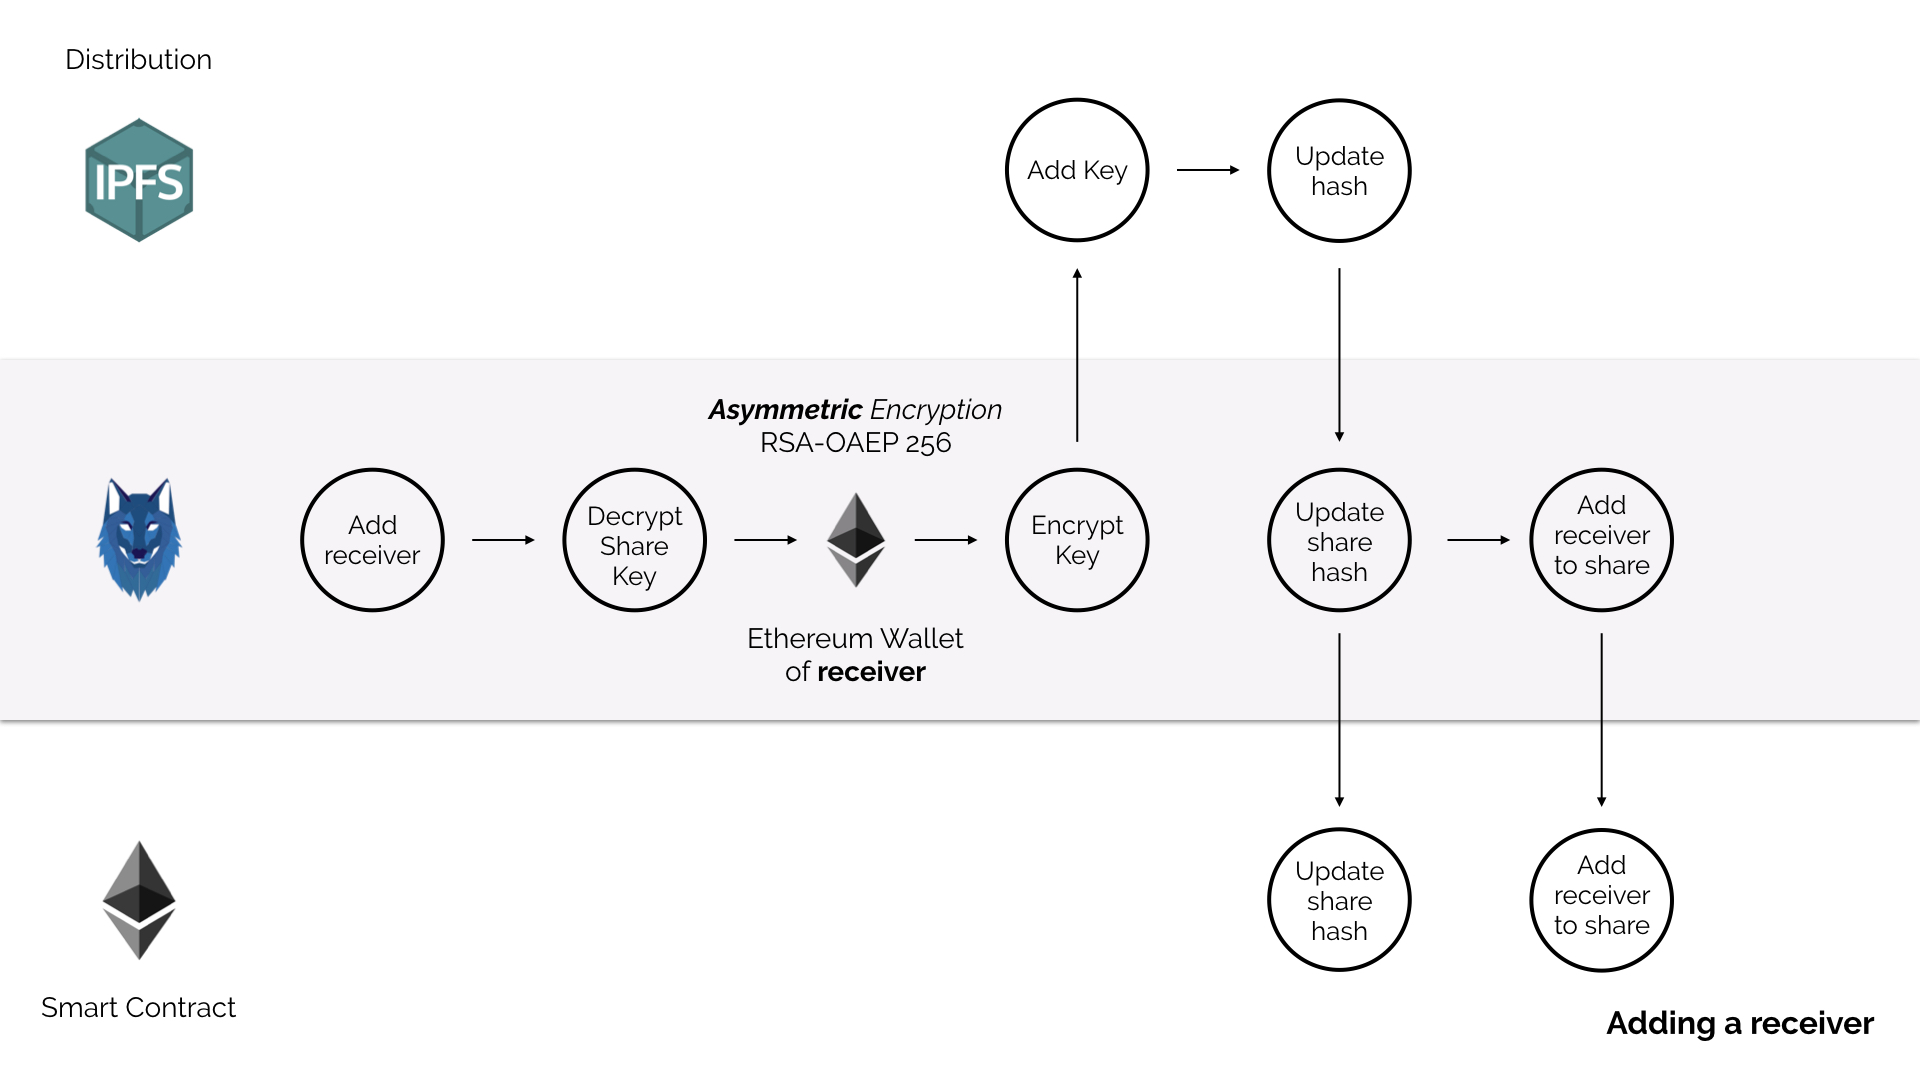 Distribution
IPFS
Add Key
Update
hash
Asymmetric Encryption
RSA-OAEP 256
Add
receiver
Decrypt
Share
Key
Ethereum Wallet
of receiver
Encrypt
Key
Update
share
hash
Add
receiver
to share
Update
share
hash
Add
receiver
to share
Smart Contract
Adding a receiver